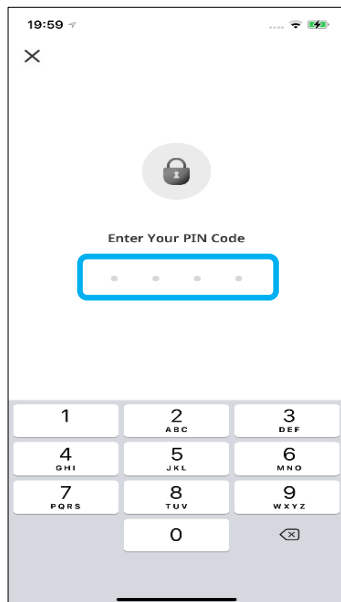 19:59
Enter Your PIN Code
1 2 3
ABC DEF
4 5 6
GHI JKL MNO
7 8 9
PQRS TUV WXYZ
0